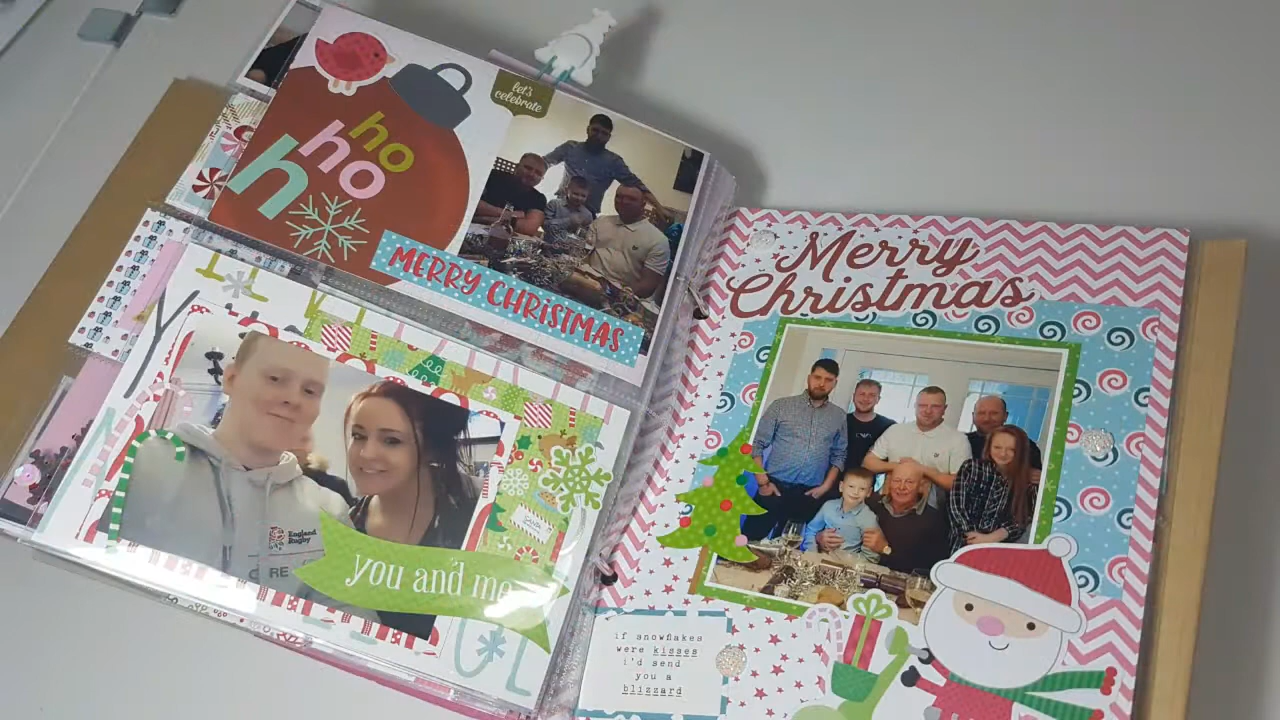 ho
ho
ho
let's
celebrate
MERRY CHRISTMAS
England
Rugby
you and me
Merry
Christmas
if snowflakes
were kisses
i'd send
you a
blizzard